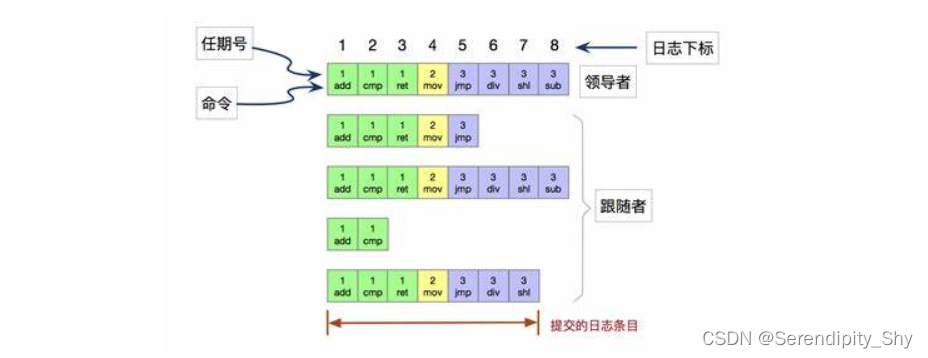 任期号
1 2 3 4 5 6 7 8
日志下标
1 1 1 2 3 3 3 3
add cmp ret mov jmp div shl sub
领导者
命令
1 1 1 2 3
add cmp ret mov jmp
1 1 1 2 3 3 3 3
add cmp ret mov jmp div shl sub
跟随者
1 1
add cmp
1 1 1 2 3 3 3
add cmp ret mov jmp div shl
提交的日志条目
CSDN @Serendipity_Shy